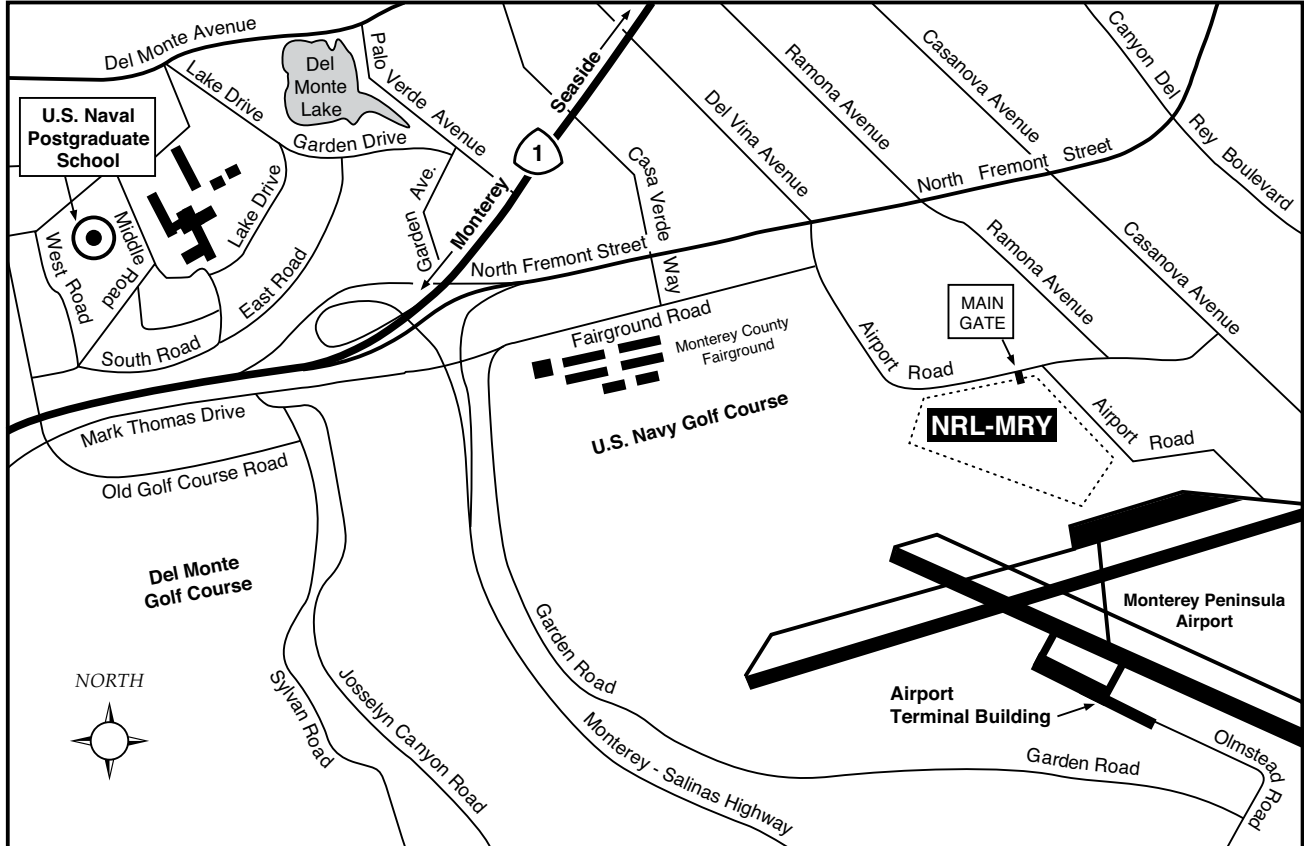 Del Monte Avenue
Lake Drive
Del
Monte
Lake
Palo Verde Avenue
Garden Drive
U.S. Naval
Postgraduate
School
Seaside
1
Monterey
Garden Ave.
Casa Verde Way
Del Vina Avenue
Ramona Avenue
Casanova Avenue
Canyon Del
Rey Boulevard
North Fremont Street
Ramona Avenue
Casanova Avenue
Lake Drive
Middle
Road
West Road
East Road
South Road
North Fremont Street
Fairground Road
Monterey County
Fairground
MAIN
GATE
Airport
Road
NRL-MRY
Airport
Road
U.S. Navy Golf Course
Mark Thomas Drive
Old Golf Course Road
Del Monte
Golf Course
Monterey Peninsula
Airport
Airport
Terminal Building
Garden Road
Garden Road
Olmstead
Road
Monterey - Salinas Highway
Josselyn Canyon Road
Sylvan Road
NORTH